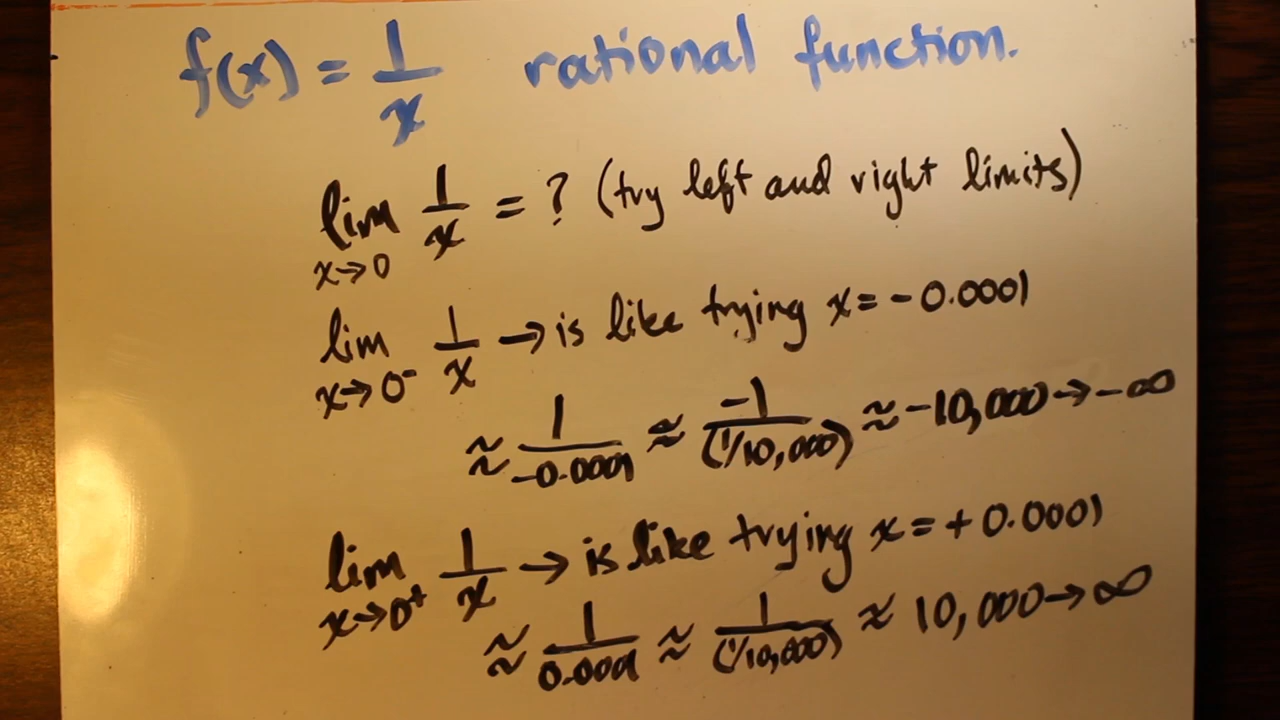 f(x) = 1/x rational function.
lim x→0 1/x = ? (try left and right limits)
lim x→0⁻ 1/x → is like trying x = -0.0001
≈ 1/-0.0001 ≈ -1/(1/10,000) ≈ -10,000 → -∞
lim x→0⁺ 1/x → is like trying x = +0.0001
≈ 1/0.0001 ≈ 1/(1/10,000) ≈ 10,000 → ∞